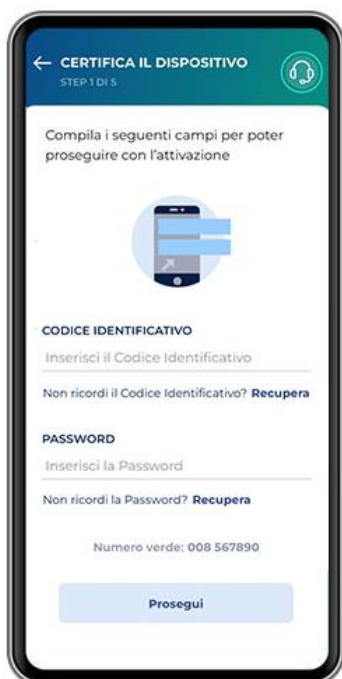 CERTIFICA IL DISPOSITIVO
STEP 1 DI 5
Compila i seguenti campi per poter
proseguire con l'attivazione
CODICE IDENTIFICATIVO
Inserisci il Codice Identificativo
Non ricordi il Codice Identificativo? Recupera
PASSWORD
Inserisci la Password
Non ricordi la Password? Recupera
Numero verde: 008 567890
Prosegui